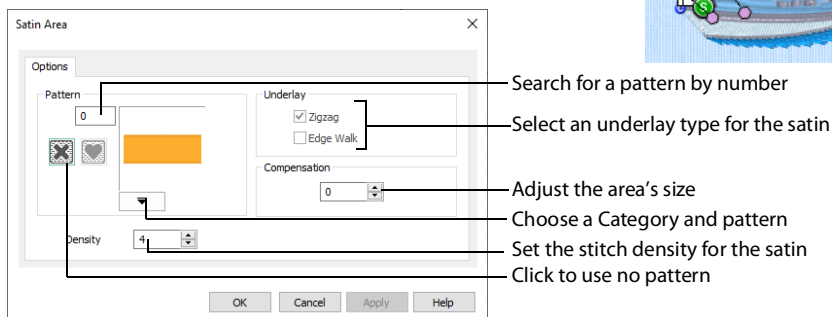 Satin Area
Options
Pattern
0
Underlay
Zigzag
Edge Walk
Compensation
0
Density
4
OK Cancel Apply Help
Search for a pattern by number
Select an underlay type for the satin
Adjust the area's size
Choose a Category and pattern
Set the stitch density for the satin
Click to use no pattern
S